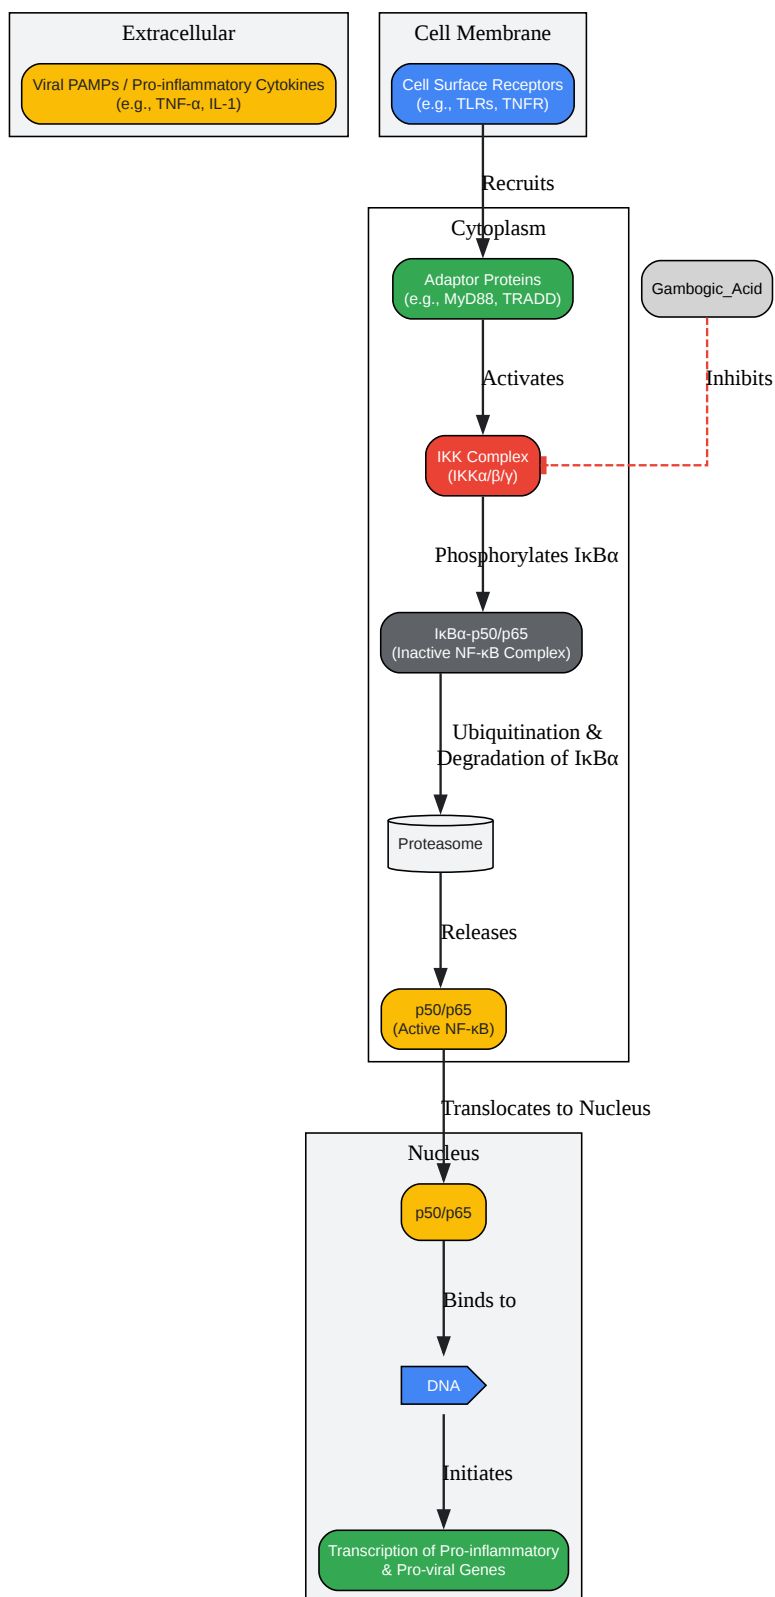 Extracellular
Viral PAMPs / Pro-inflammatory Cytokines
(e.g., TNF-α, IL-1)
Cell Membrane
Cell Surface Receptors
(e.g., TLRs, TNFR)
Recruits
Cytoplasm
Adaptor Proteins
(e.g., MyD88, TRADD)
Gambogic_Acid
Activates
Inhibits
IKK Complex
(IKKα/β/γ)
Phosphorylates IκBα
IκBα-p50/p65
(Inactive NF-κB Complex)
Ubiquitination &
Degradation of IκBα
Proteasome
Releases
p50/p65
(Active NF-κB)
Translocates to Nucleus
Nucleus
p50/p65
Binds to
DNA
Initiates
Transcription of Pro-inflammatory
& Pro-viral Genes